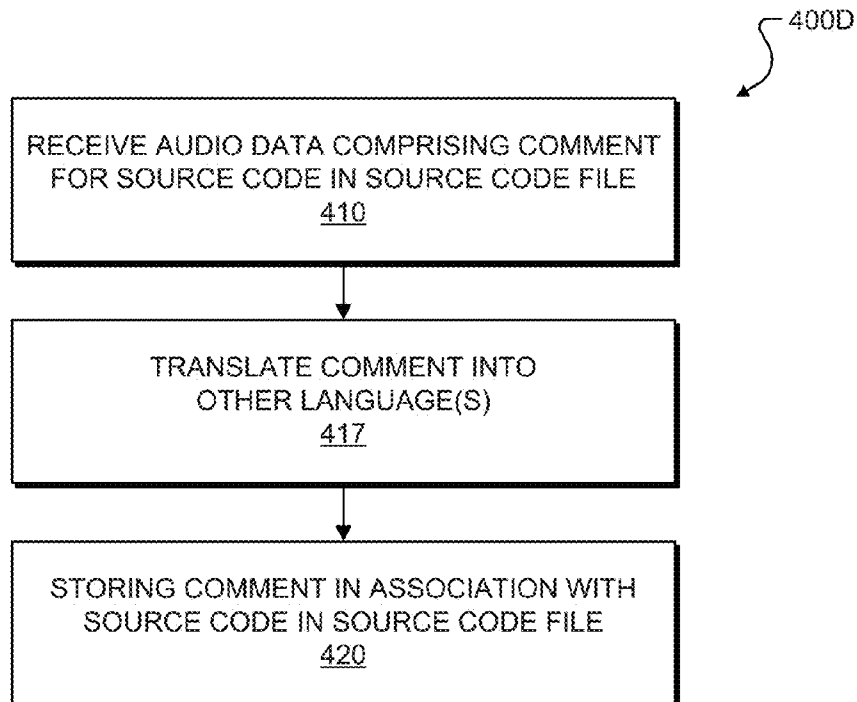 400D
RECEIVE AUDIO DATA COMPRISING COMMENT
FOR SOURCE CODE IN SOURCE CODE FILE
410
TRANSLATE COMMENT INTO
OTHER LANGUAGE(S)
417
STORING COMMENT IN ASSOCIATION WITH
SOURCE CODE IN SOURCE CODE FILE
420